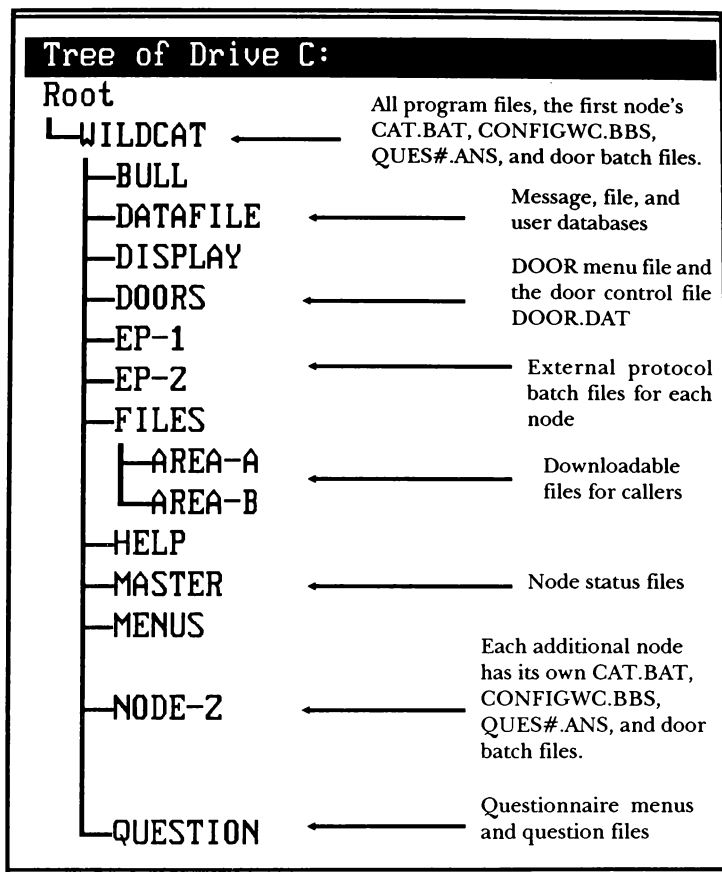 Tree of Drive C:
Root
WILDCAT
All program files, the first node's
CAT.BAT, CONFIGWC.BBS,
QUES#.ANS, and door batch files.
BULL
DATAFILE
Message, file, and
user databases
DISPLAY
DOORS
DOOR menu file and
the door control file
DOOR.DAT
EP-1
EP-2
External protocol
batch files for each
node
FILES
AREA-A
AREA-B
Downloadable
files for callers
HELP
MASTER
Node status files
MENUS
NODE-2
Each additional node
has its own CAT.BAT,
CONFIGWC.BBS,
QUES#.ANS, and door
batch files.
QUESTION
Questionnaire menus
and question files